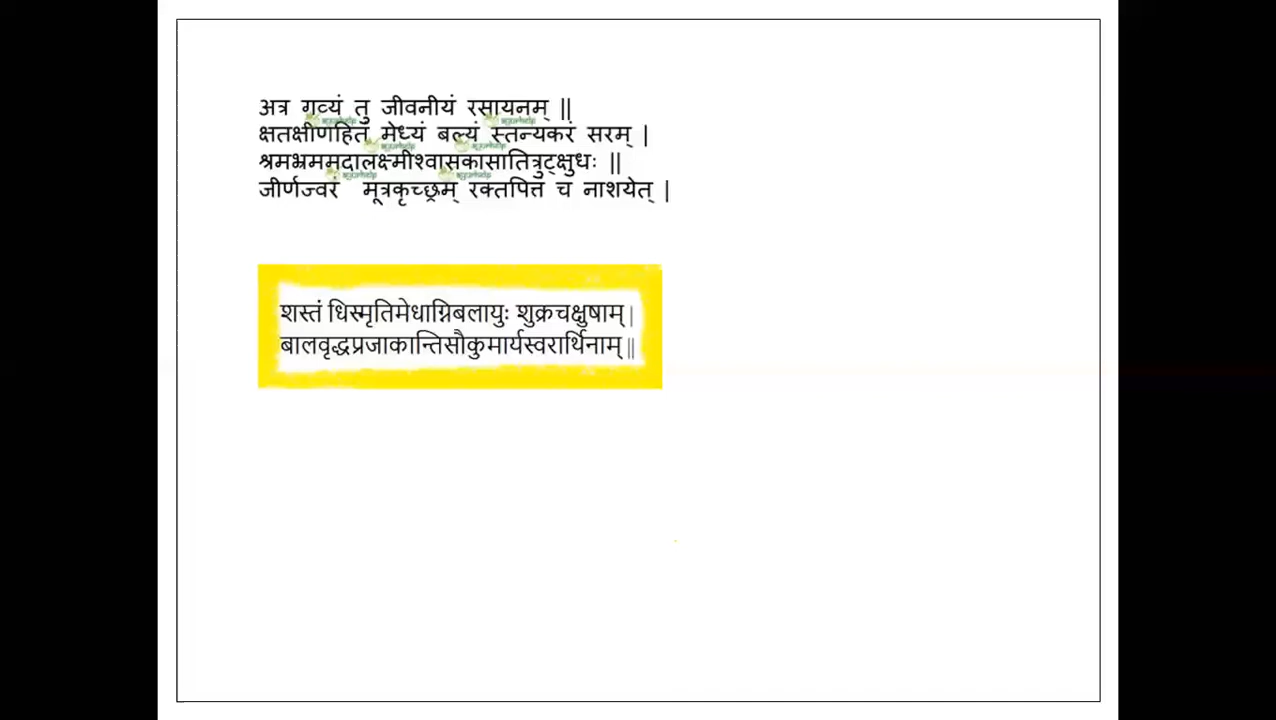 अत्र गव्यं तु जीवनीयं रसायनम् ||
क्षतक्षीणहितं मेध्यं बल्यं स्तन्यकरं सरम् |
श्रमभ्रममदालक्ष्मीश्वासकासातित्रुट्क्षुधः ||
जीर्णज्वरं मूत्रकृच्छ्रम् रक्तपित्तं च नाशयेत् |
शस्तं धिस्मृतिमेधाग्निबलायुः शुक्रचक्षुषाम् |
बालवृद्धप्रजाकान्तिसौकुमार्यस्वरार्थिनाम् ||